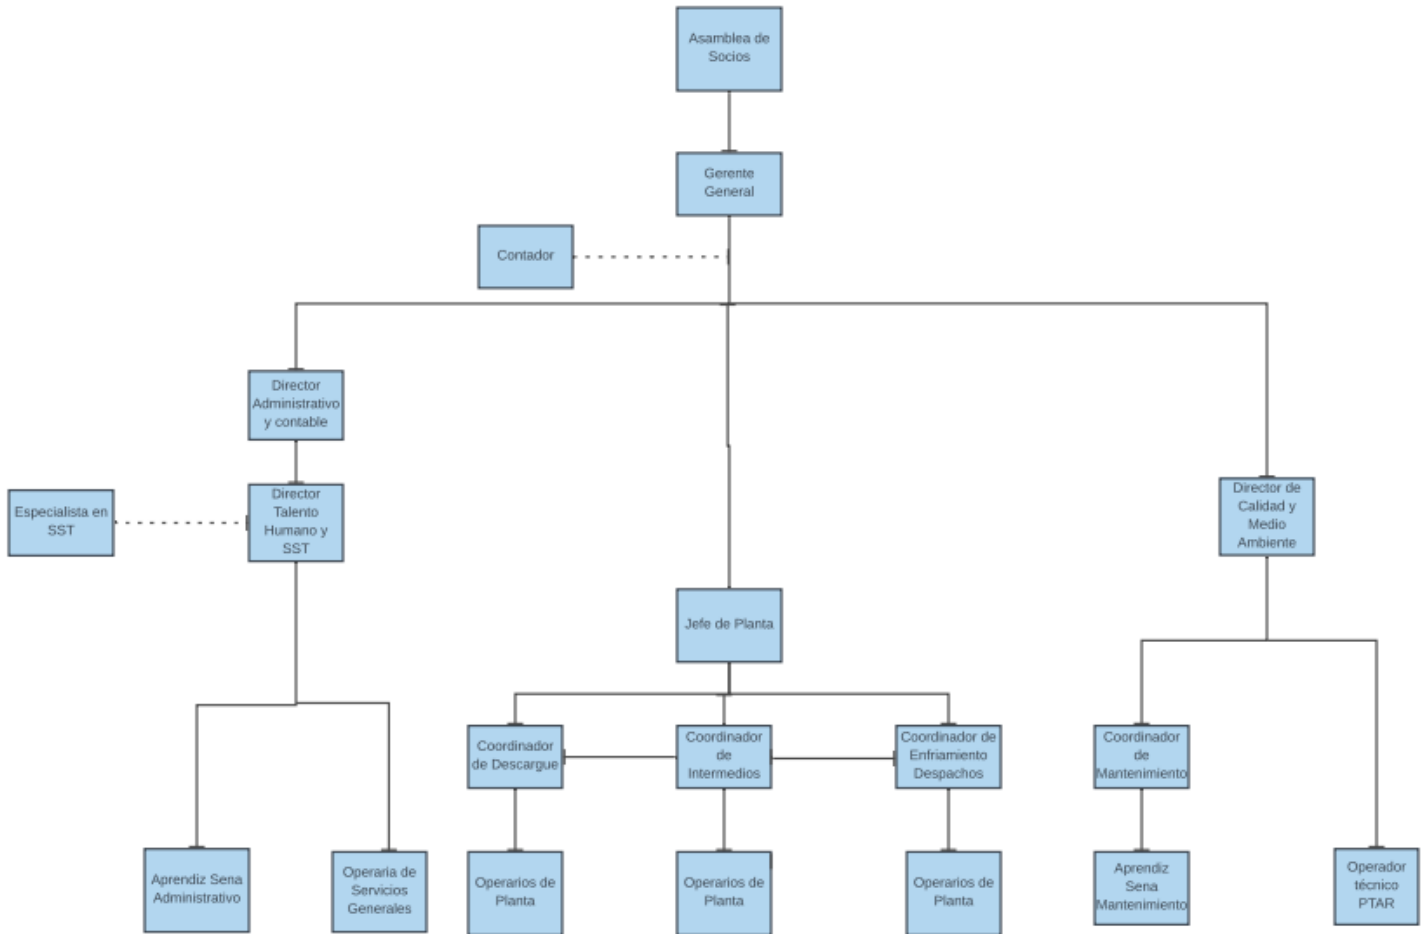 Asamblea de
Socios
Gerente
General
Contador
Director
Administrativo
y contable
Director
Talento
Humano y
SST
Especialista en
SST
Director de
Calidad y
Medio
Ambiente
Jefe de Planta
Coordinador
de Descargue
Coordinador
de
Intermedios
Coordinador de
Enfriamiento
Despachos
Coordinador
de
Mantenimiento
Aprendiz Sena
Administrativo
Operaria de
Servicios
Generales
Operarios de
Planta
Operarios de
Planta
Operarios de
Planta
Aprendiz
Sena
Mantenimiento
Operador
técnico
PTAR